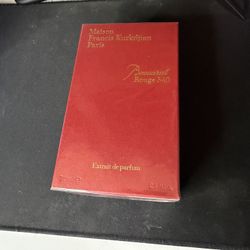 Maison
Francis Kurkdjian
Paris
Baccarat
Rouge 540
Extrait de parfum